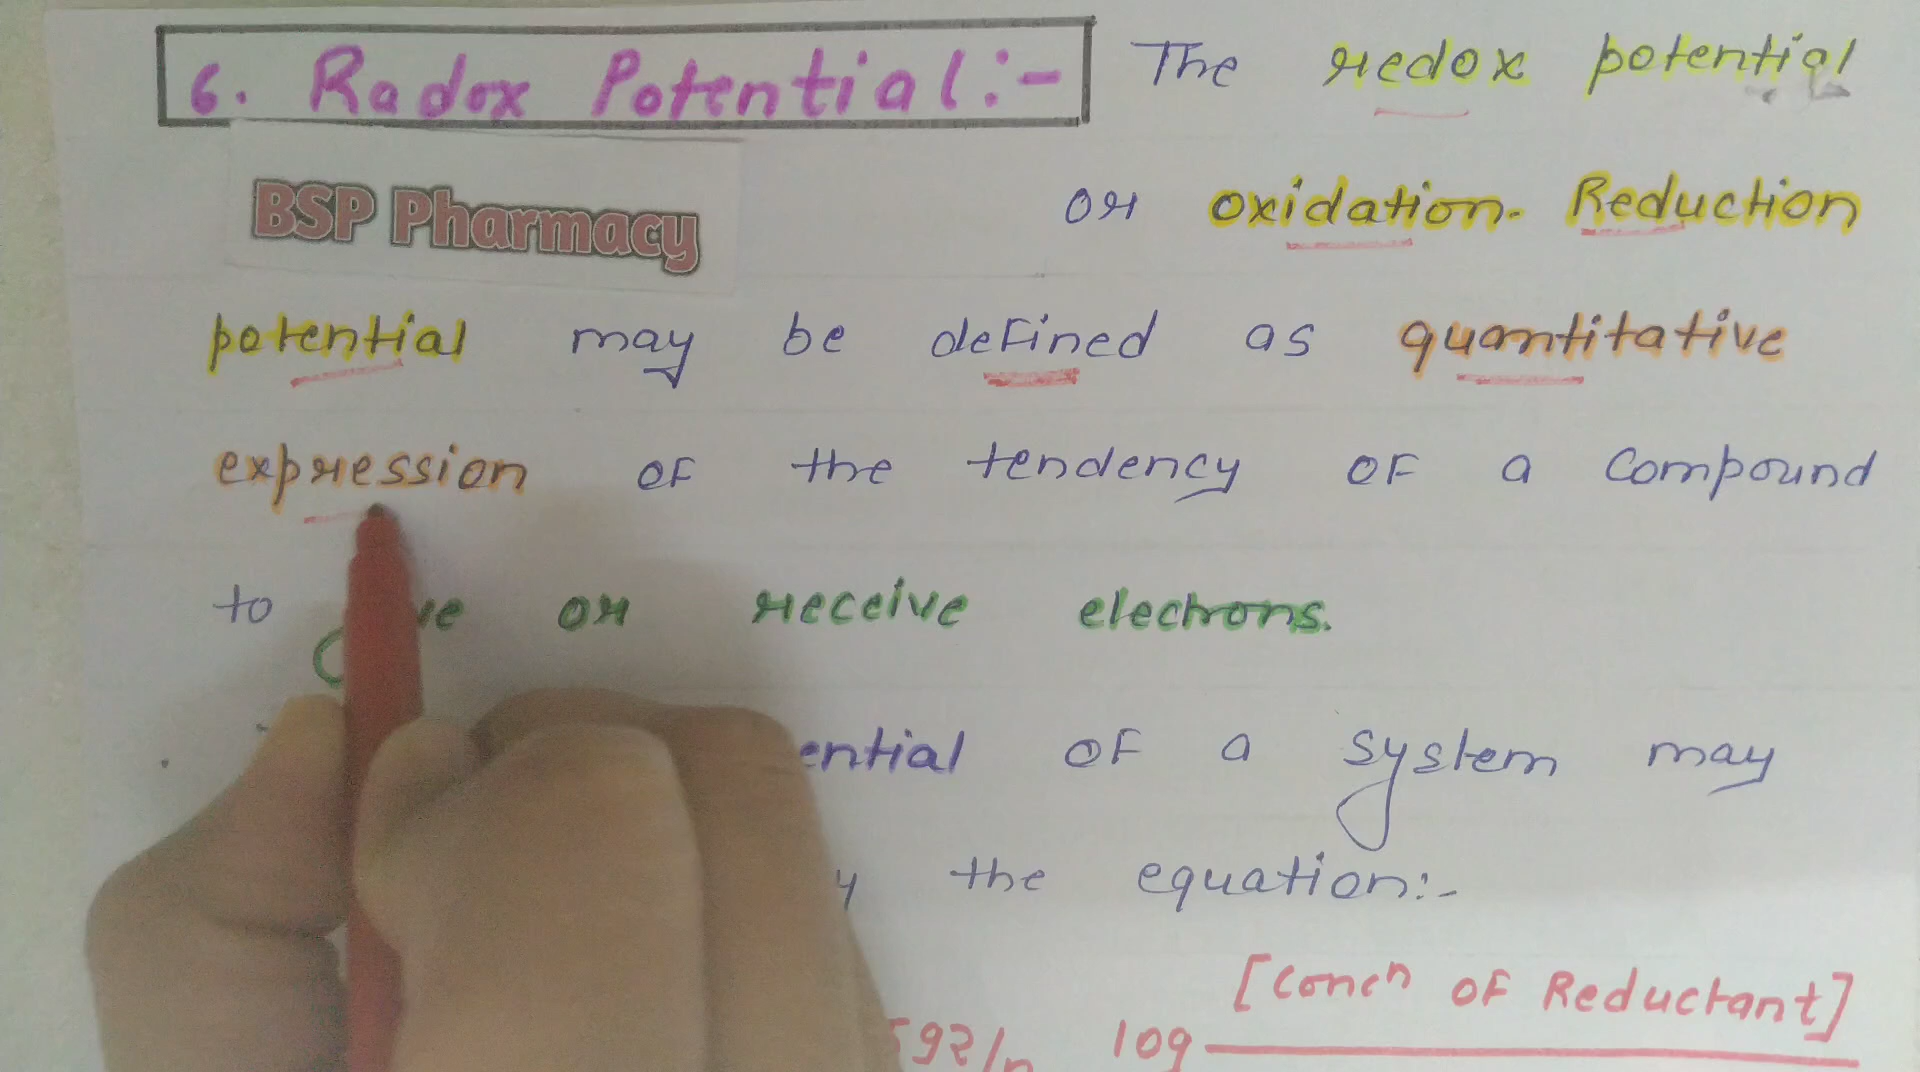 6. Radox Potential:- The redox potential
BSP Pharmacy
or oxidation- Reduction
potential may be defined as quantitative
expression of the tendency of a compound
to or receive electrons.
of a system may
the equation:-
[Concn of Reductant]
592/n log